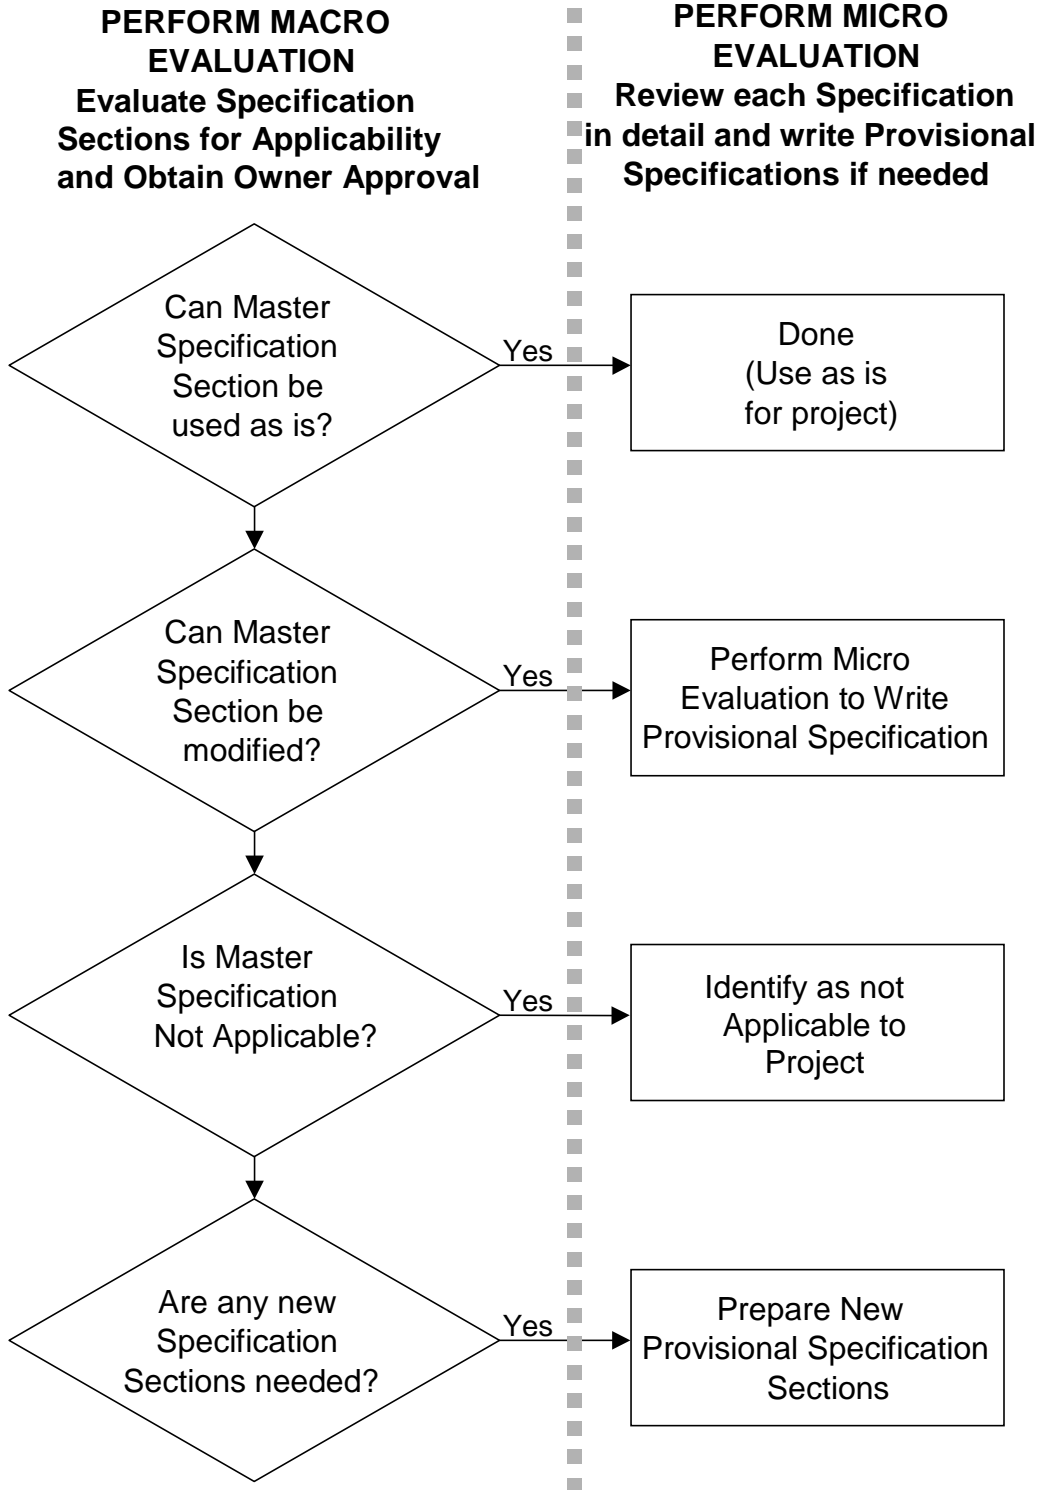 PERFORM MACRO
EVALUATION
Evaluate Specification
Sections for Applicability
and Obtain Owner Approval
PERFORM MICRO
EVALUATION
Review each Specification
in detail and write Provisional
Specifications if needed
Can Master
Specification
Section be
used as is?
Yes
Done
(Use as is
for project)
Can Master
Specification
Section be
modified?
Yes
Perform Micro
Evaluation to Write
Provisional Specification
Is Master
Specification
Not Applicable?
Yes
Identify as not
Applicable to
Project
Are any new
Specification
Sections needed?
Yes
Prepare New
Provisional Specification
Sections